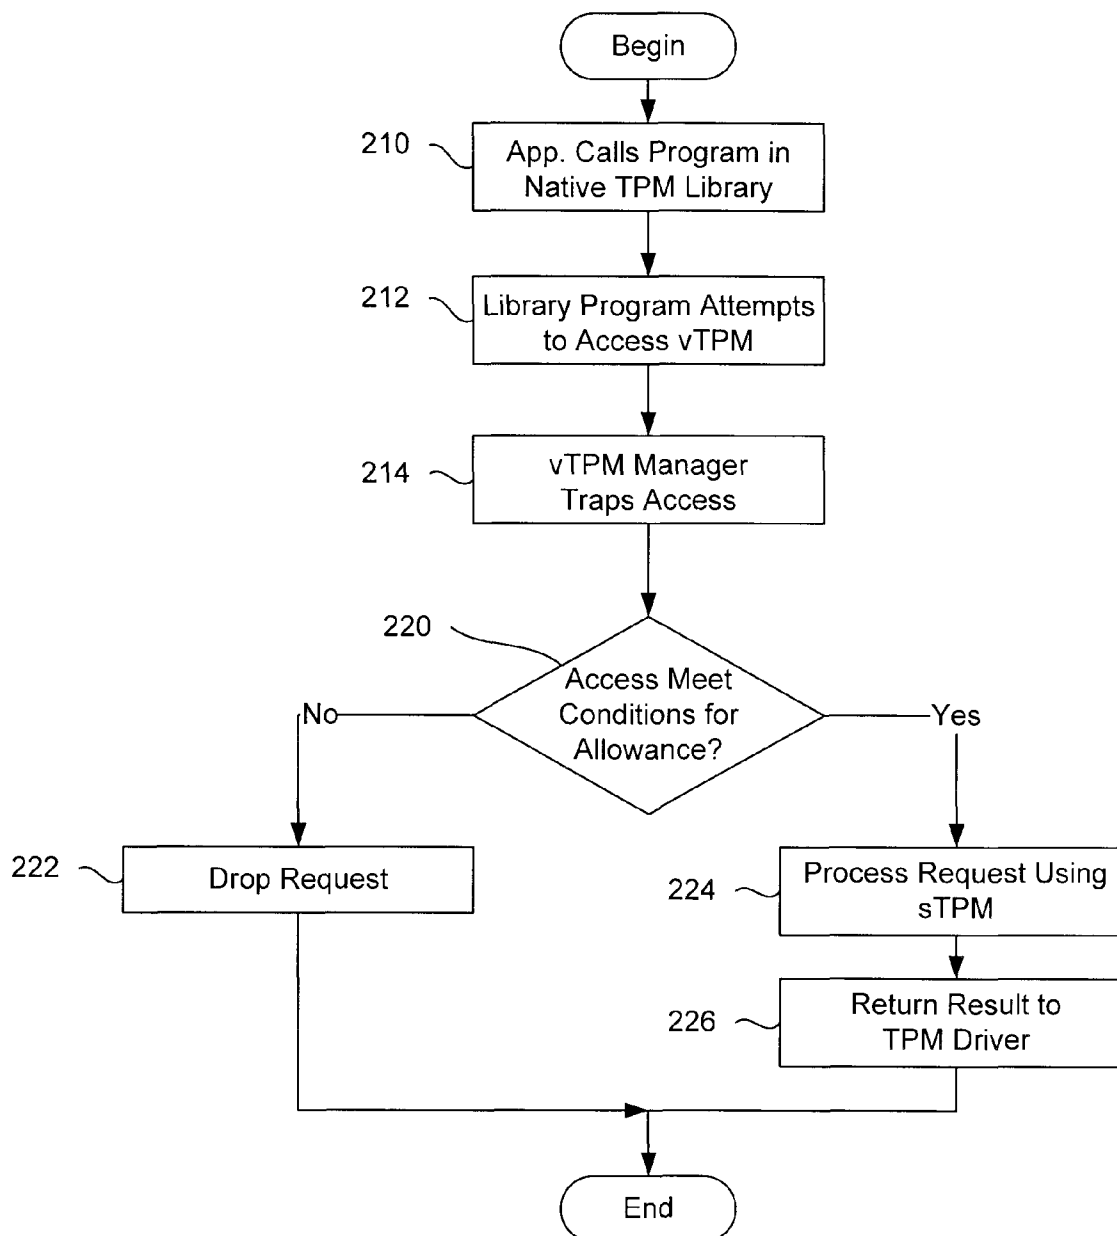 Begin
210
App. Calls Program in
Native TPM Library
212
Library Program Attempts
to Access vTPM
214
vTPM Manager
Traps Access
220
Access Meet
Conditions for
Allowance?
No
Yes
222
Drop Request
224
Process Request Using
sTPM
226
Return Result to
TPM Driver
End